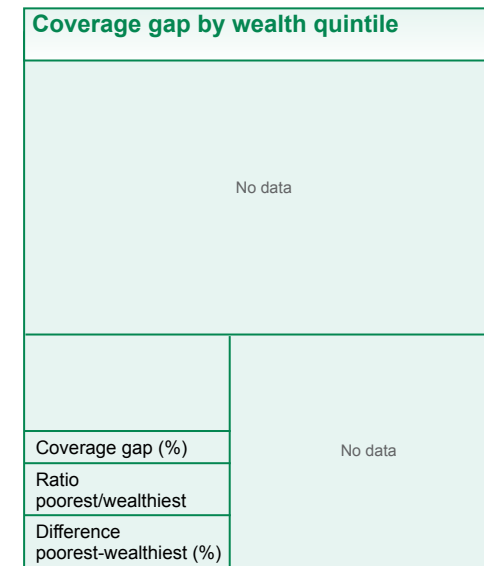 Coverage gap by wealth quintile
No data
Coverage gap (%)
No data
Ratio
poorest/wealthiest
Difference
poorest-wealthiest (%)